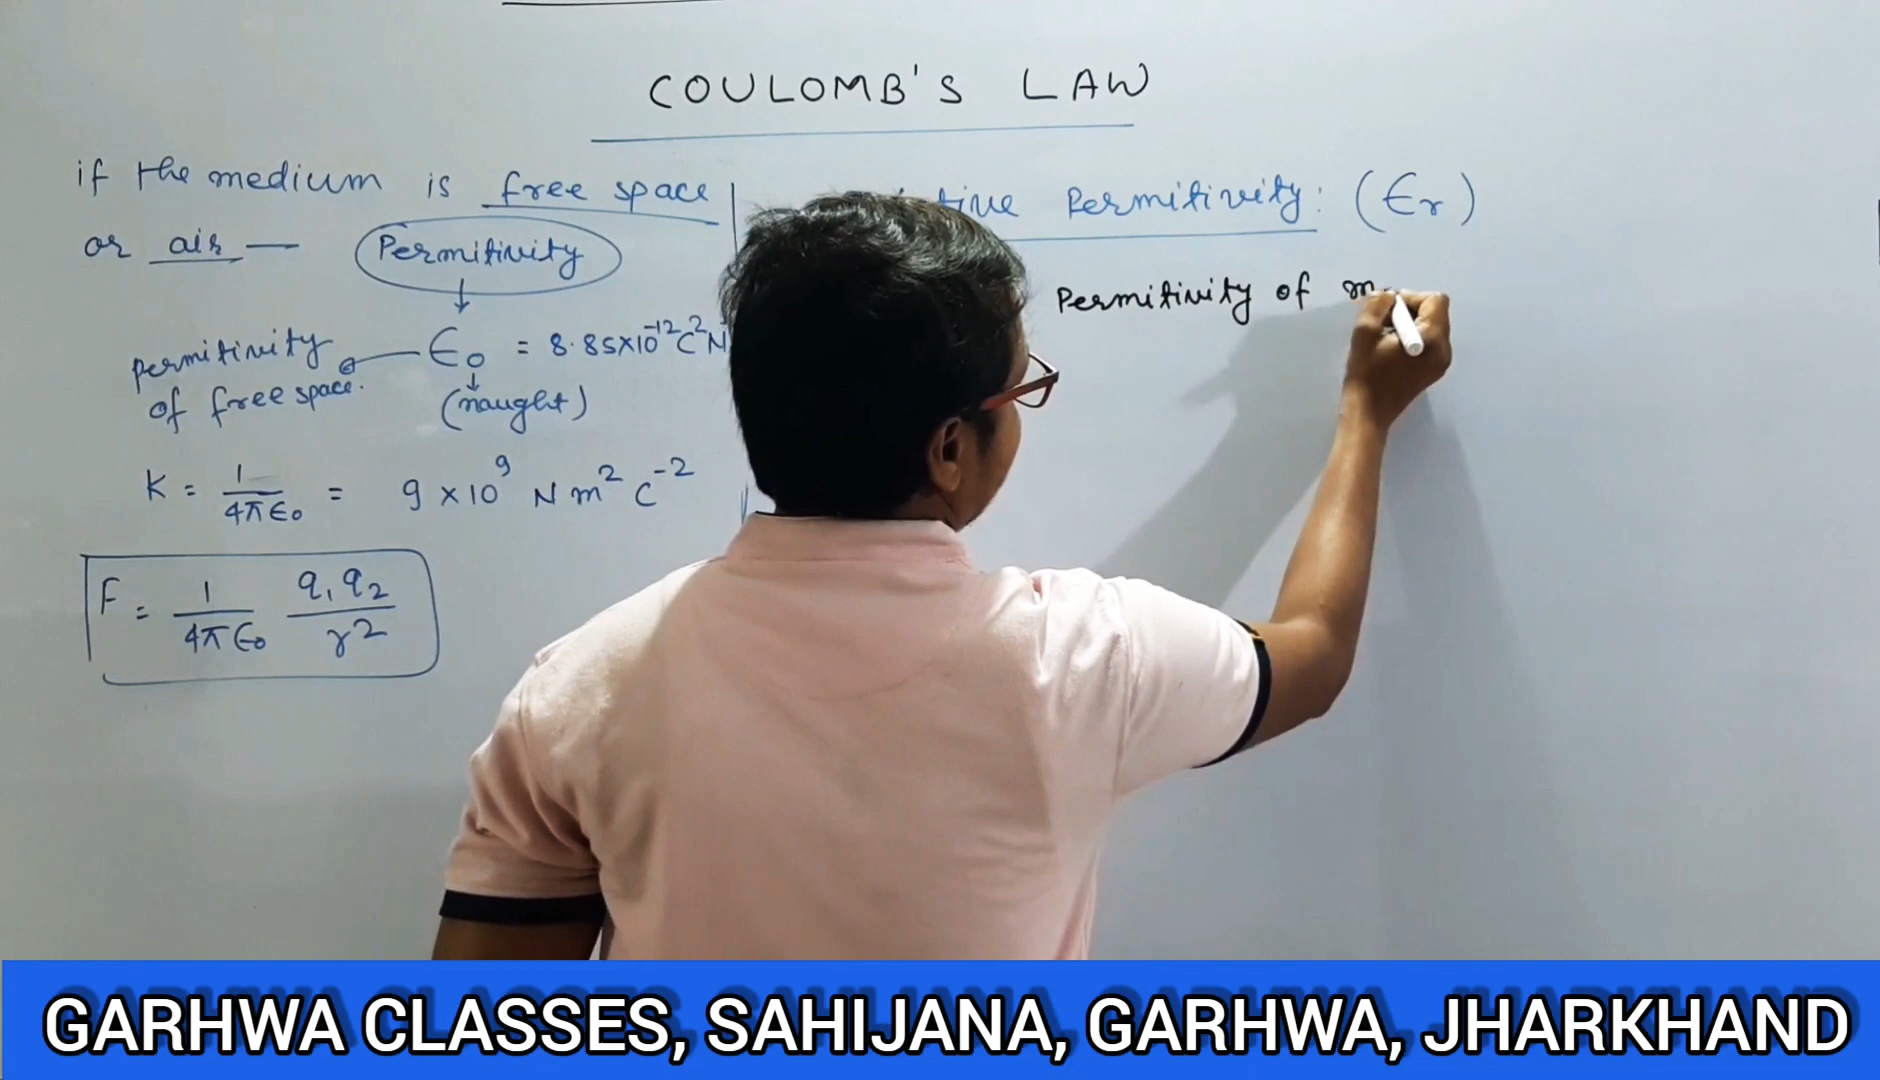 COULOMB'S LAW
if the medium is free space
or air —
Permitivity
permitivity
of free space.
ϵ₀ = 8.85×10⁻¹²C²N
(naught)
K = 1/4πϵ₀ = 9×10⁹ N m² C⁻²
F = 1/4πϵ₀ q₁q₂/r²
Permitivity: (ϵr)
Permitivity of
GARHWA CLASSES, SAHIJANA, GARHWA, JHARKHAND